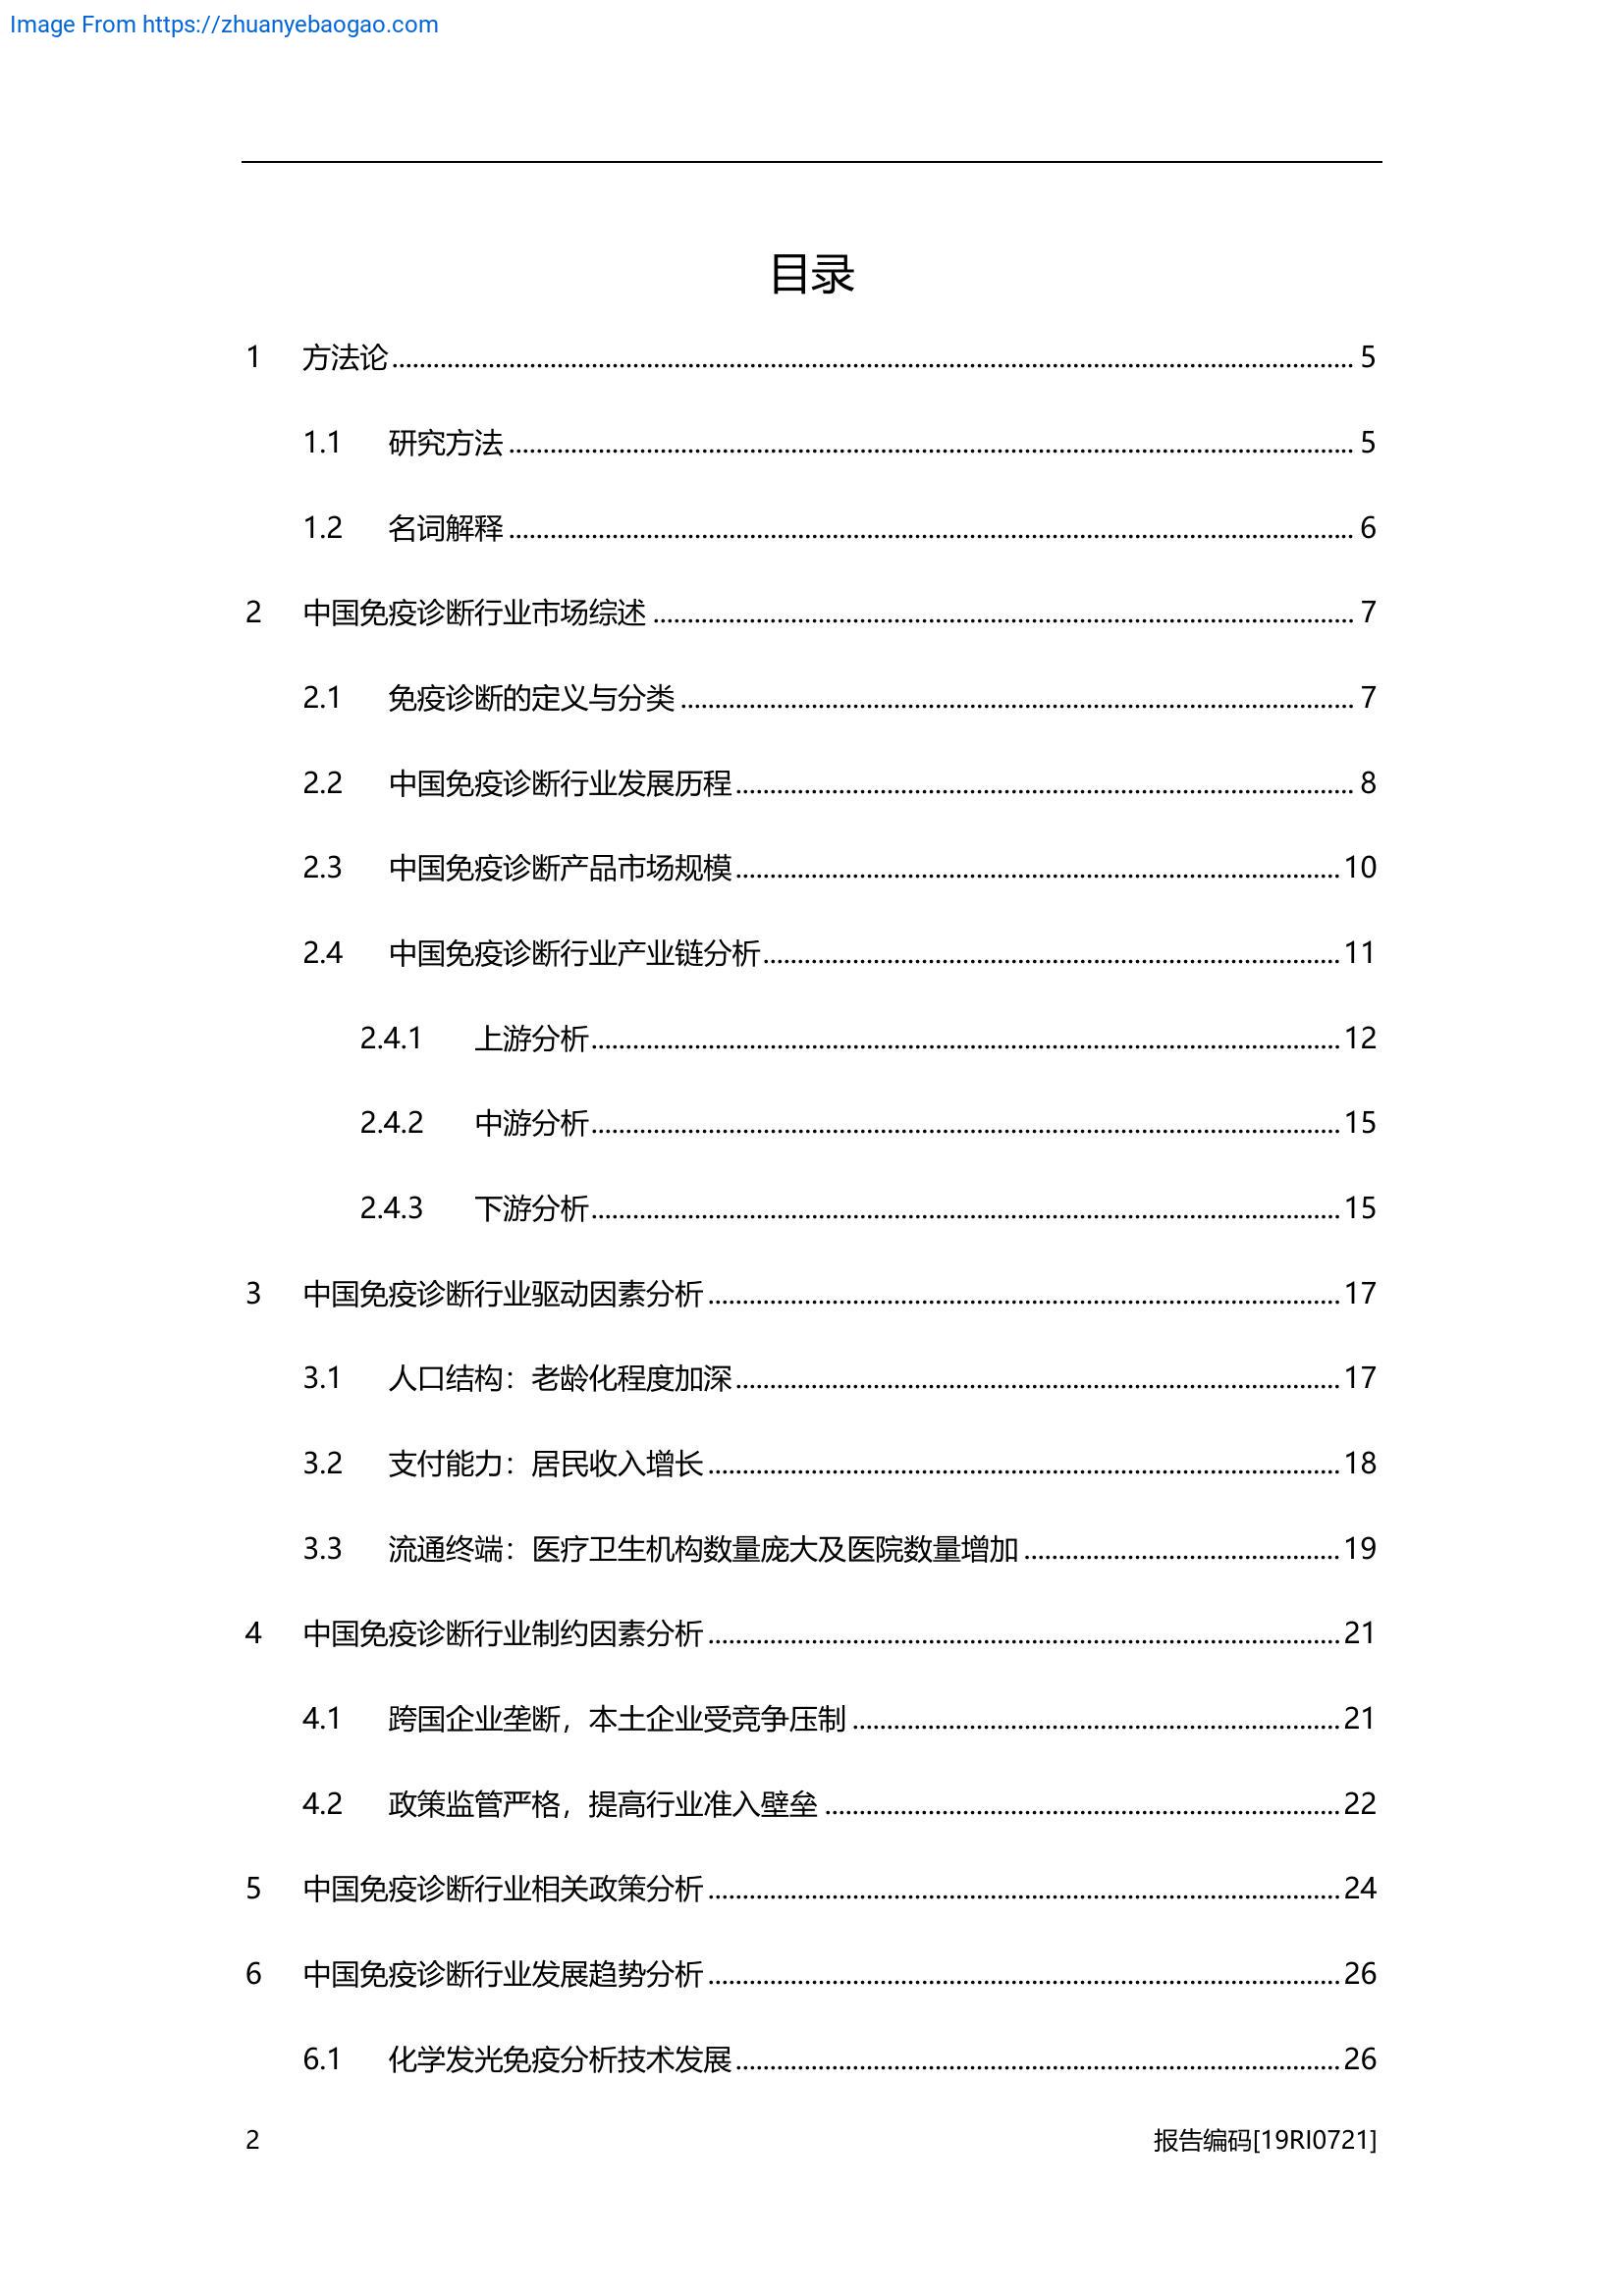 Image From https://zhuanyebaogao.com
目录
1 方法论 5
1.1 研究方法 5
1.2 名词解释 6
2 中国免疫诊断行业市场综述 7
2.1 免疫诊断的定义与分类 7
2.2 中国免疫诊断行业发展历程 8
2.3 中国免疫诊断产品市场规模 10
2.4 中国免疫诊断行业产业链分析 11
2.4.1 上游分析 12
2.4.2 中游分析 15
2.4.3 下游分析 15
3 中国免疫诊断行业驱动因素分析 17
3.1 人口结构：老龄化程度加深 17
3.2 支付能力：居民收入增长 18
3.3 流通终端：医疗卫生机构数量庞大及医院数量增加 19
4 中国免疫诊断行业制约因素分析 21
4.1 跨国企业垄断，本土企业受竞争压制 21
4.2 政策监管严格，提高行业准入壁垒 22
5 中国免疫诊断行业相关政策分析 24
6 中国免疫诊断行业发展趋势分析 26
6.1 化学发光免疫分析技术发展 26
2 报告编码[19RI0721]